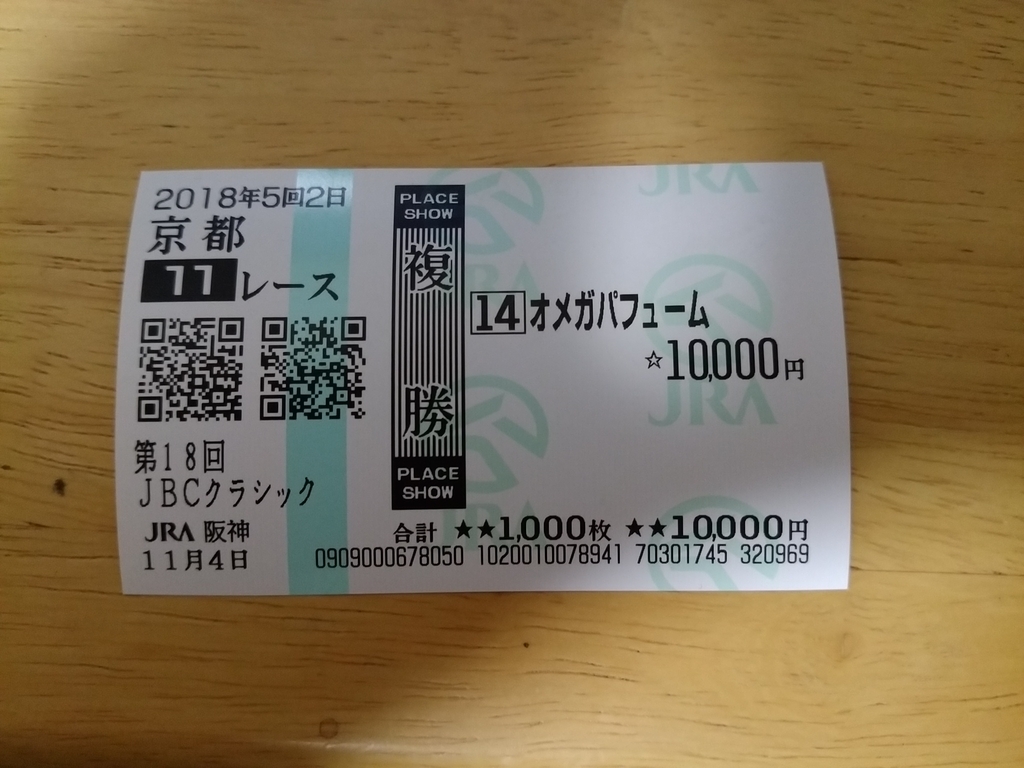 2018年5回2日
京都
11レース
第18回
JBCクラシック
JRA 阪神
11月4日
PLACE
SHOW
複
勝
PLACE
SHOW
14 オメガパフューム
☆10,000円
合計 ★★1,000枚 ★★10,000円
0909000678050 1020010078941 70301745 320969
JRA
JRA